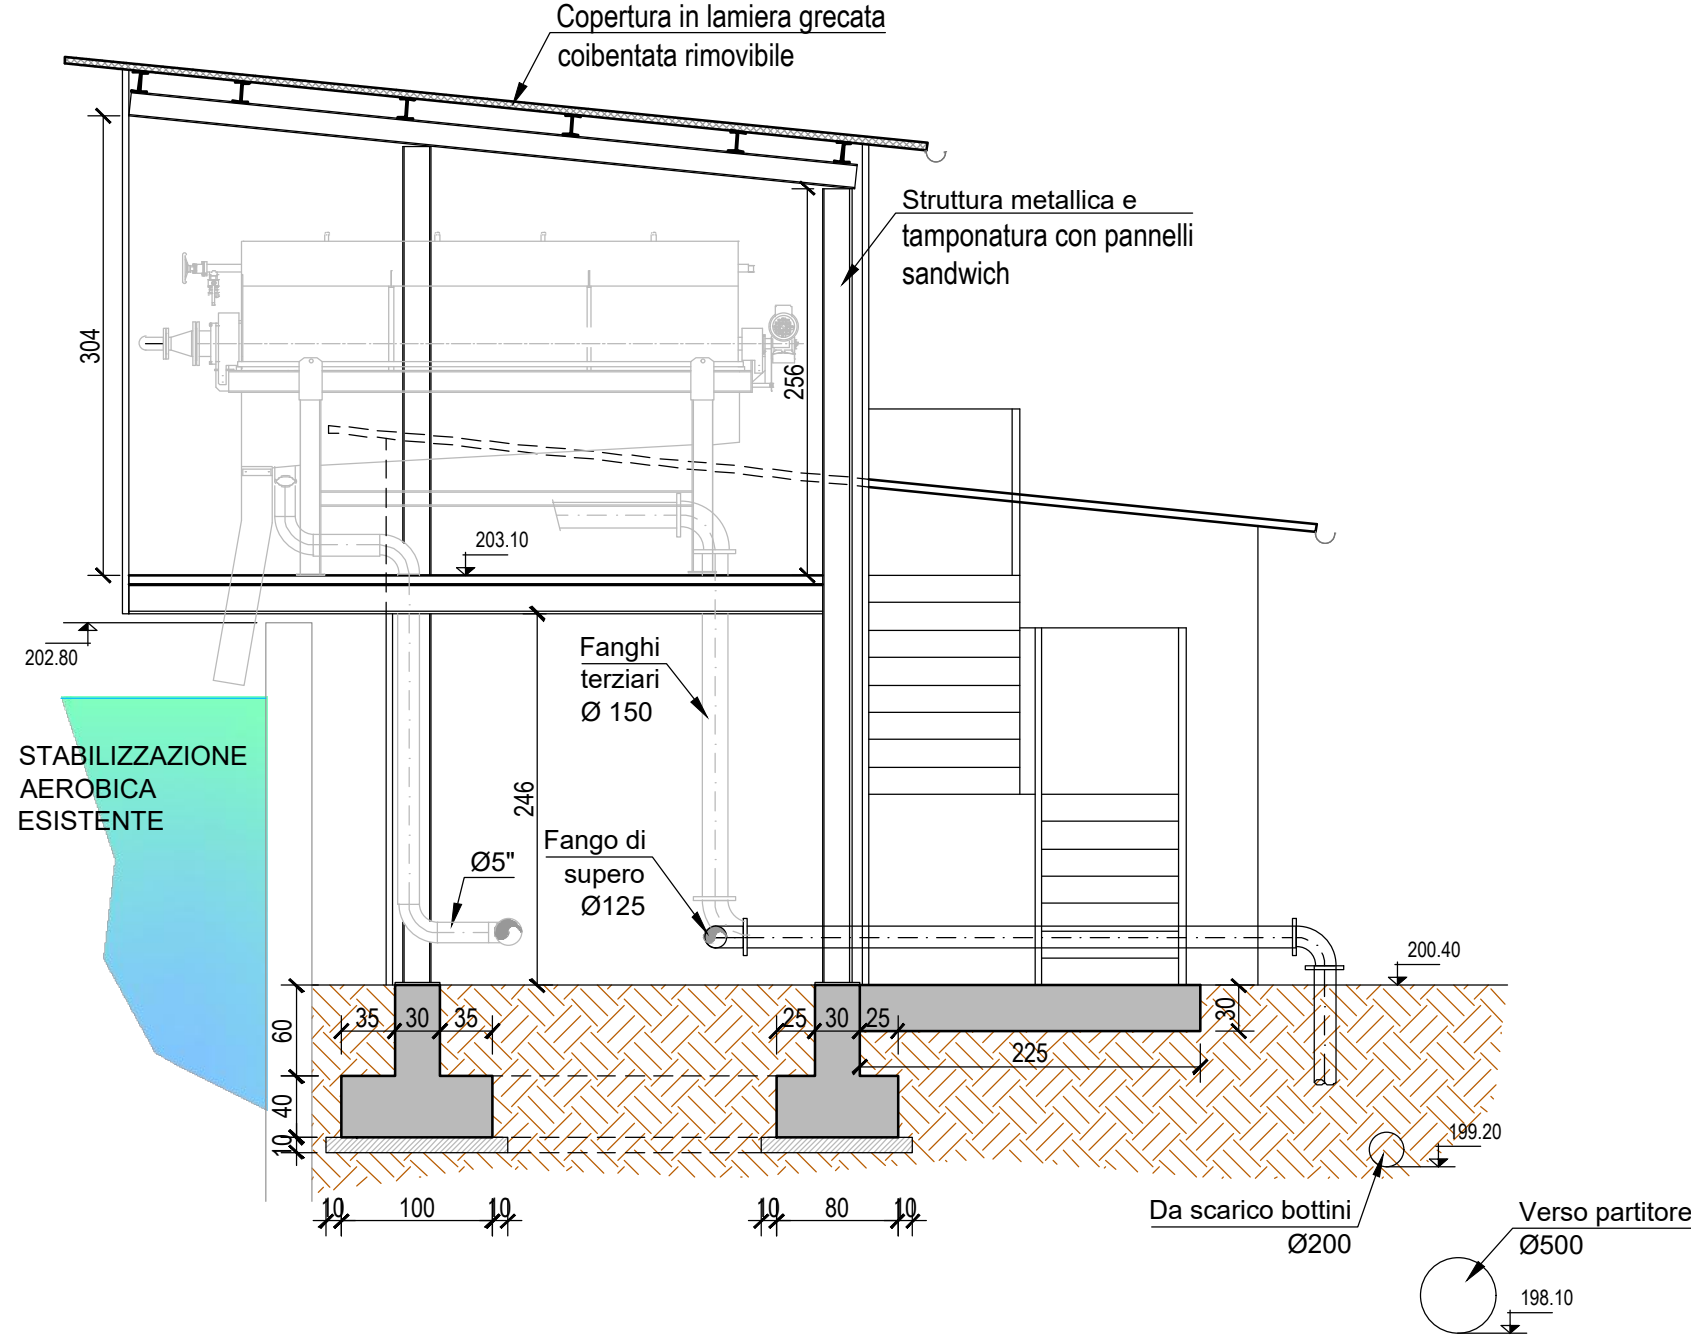 Copertura in lamiera grecata
coibentata rimovibile
Struttura metallica e
tamponatura con pannelli
sandwich
304
256
203.10
202.80
Fanghi
terziari
Ø 150
STABILIZZAZIONE
AEROBICA
ESISTENTE
246
Fango di
supero
Ø125
Ø5"
200.40
35 30 35
25 30 25
30
60
225
40
10
199.20
10 100 10
10 80 10
Da scarico bottini
Ø200
Verso partitore
Ø500
198.10